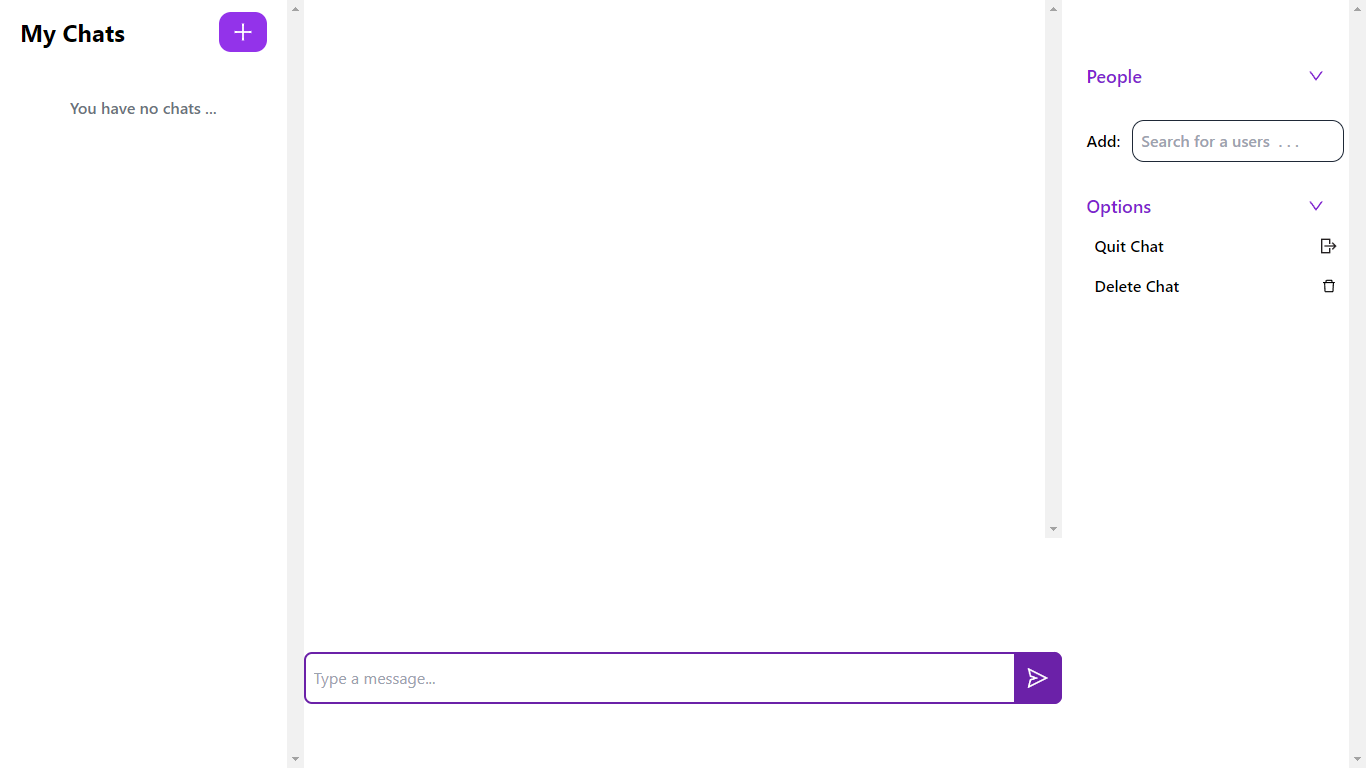 My Chats
You have no chats ...
Type a message...
People
Add: Search for a users  . . .
Options
Quit Chat
Delete Chat